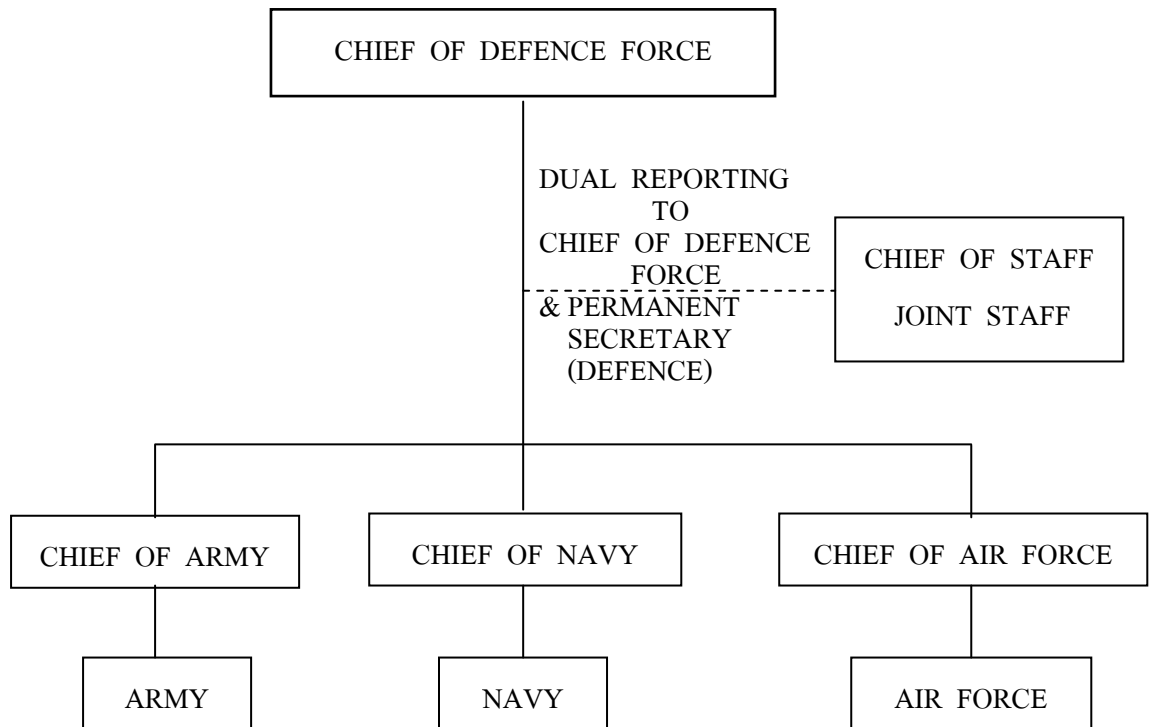 CHIEF OF DEFENCE FORCE
DUAL REPORTING
TO
CHIEF OF DEFENCE
FORCE
& PERMANENT
SECRETARY
(DEFENCE)
CHIEF OF STAFF
JOINT STAFF
CHIEF OF ARMY
CHIEF OF NAVY
CHIEF OF AIR FORCE
ARMY
NAVY
AIR FORCE